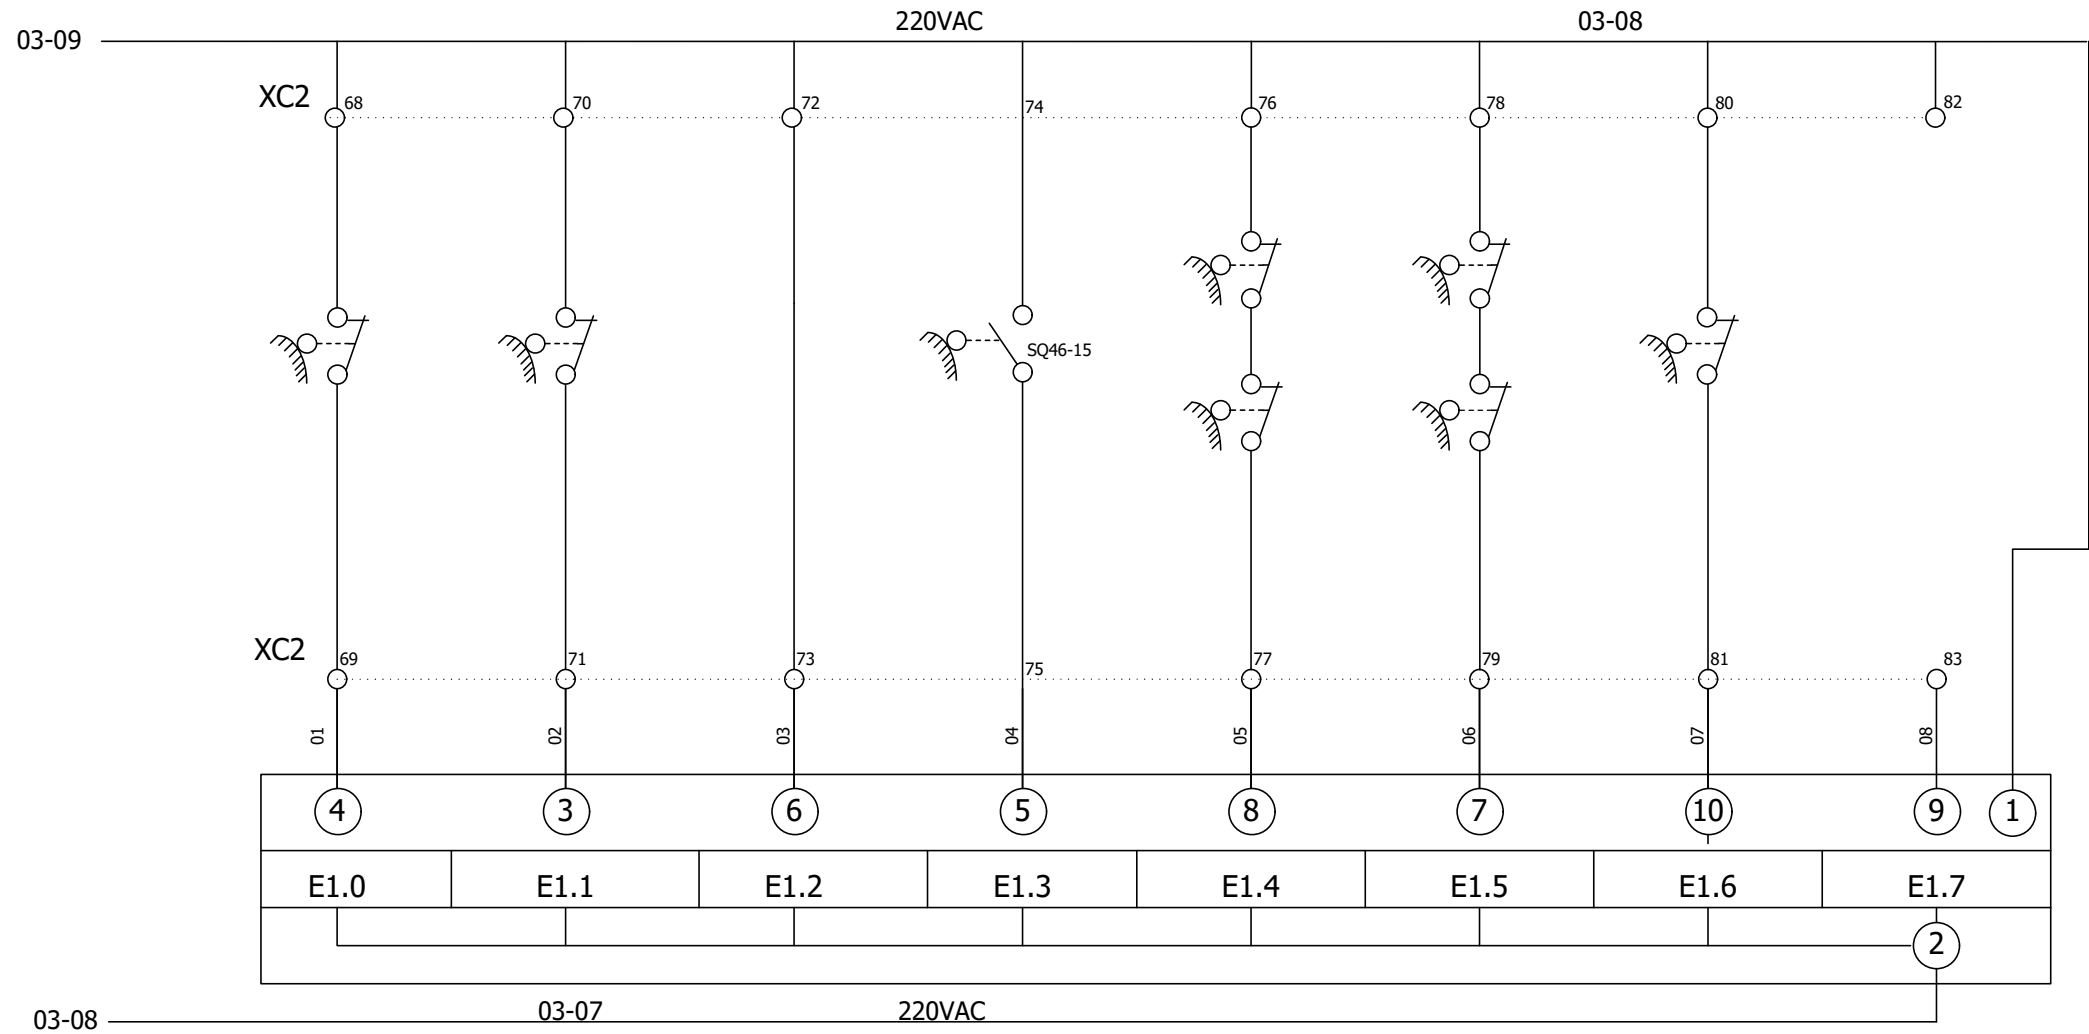 220VAC 03-08
03-09
XC2 68 70 72 74 76 78 80 82
SQ46-15
XC2 69 71 73 75 77 79 81 83
01 02 03 04 05 06 07 08
4 3 6 5 8 7 10 9 1
E1.0 E1.1 E1.2 E1.3 E1.4 E1.5 E1.6 E1.7
2
03-07 220VAC
03-08